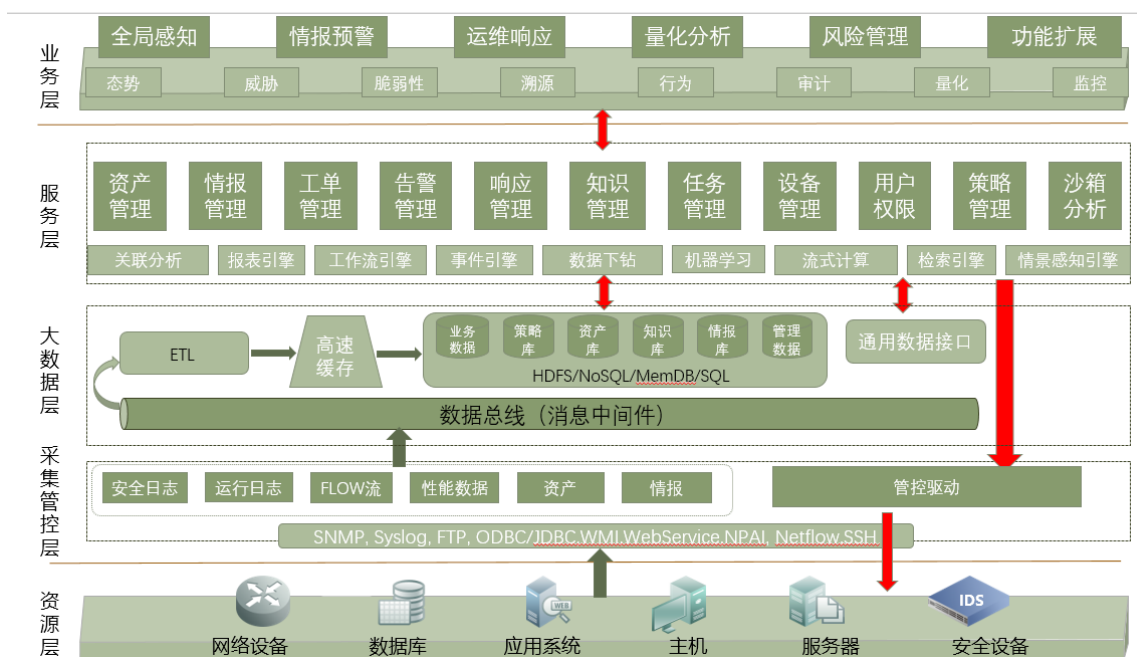 业务层
全局感知 情报预警 运维响应 量化分析 风险管理 功能扩展
态势 威胁 脆弱性 溯源 行为 审计 量化 监控
服务层
资产管理 情报管理 工单管理 告警管理 响应管理 知识管理 任务管理 设备管理 用户权限 策略管理 沙箱分析
关联分析 报表引擎 工作流引擎 事件引擎 数据下钻 机器学习 流式计算 检索引擎 情景感知引擎
大数据层
ETL
高速缓存
业务数据 策略库 资产库 知识库 情报库 管理数据
HDFS/NoSQL/MemDB/SQL
通用数据接口
数据总线（消息中间件）
采集管控层
安全日志 运行日志 FLOW流 性能数据 资产 情报
管控驱动
SNMP, Syslog, FTP, ODBC/JDBC.WMI.WebService.NPAI, Netflow.SSH
资源层
WEB
IDS
网络设备 数据库 应用系统 主机 服务器 安全设备